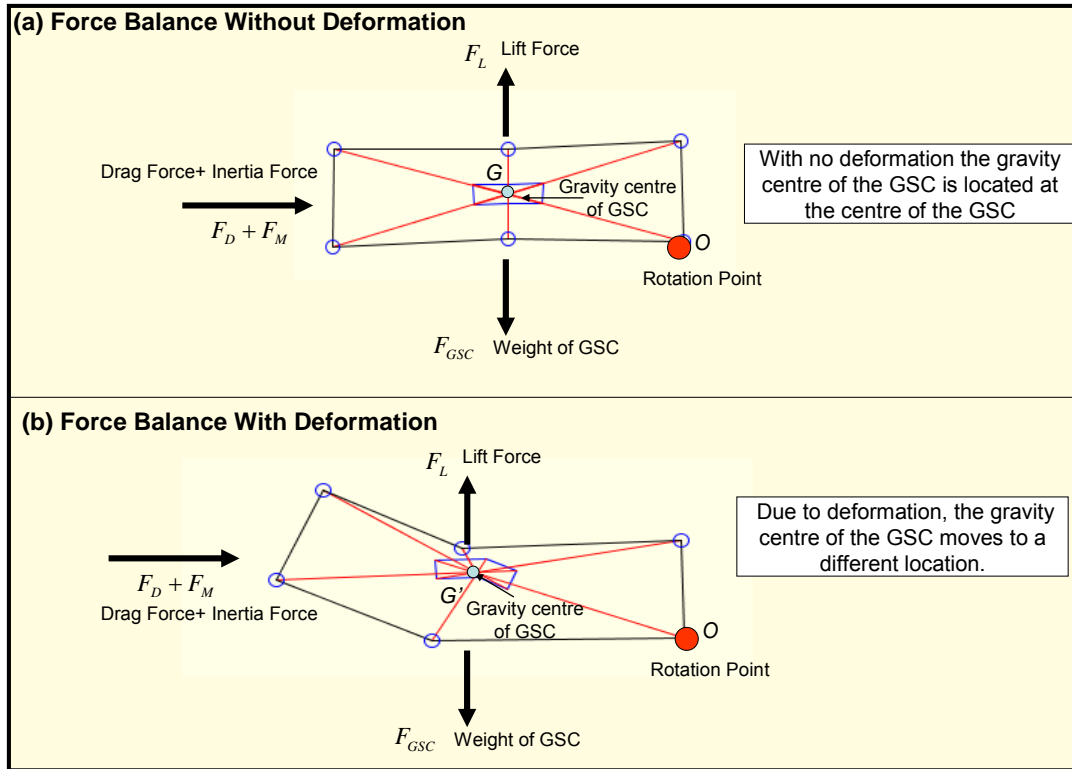 (a) Force Balance Without Deformation
F_L Lift Force
Drag Force+ Inertia Force
F_D + F_M
G
Gravity centre
of GSC
With no deformation the gravity
centre of the GSC is located at
the centre of the GSC
O
Rotation Point
F_GSC Weight of GSC
(b) Force Balance With Deformation
F_L Lift Force
F_D + F_M
Drag Force+ Inertia Force
G'
Gravity centre
of GSC
Due to deformation, the gravity
centre of the GSC moves to a
different location.
O
Rotation Point
F_GSC Weight of GSC